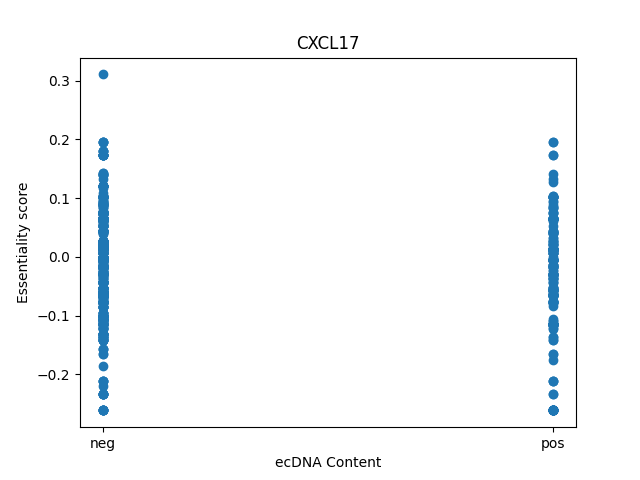 CXCL17
0.3
0.2
0.1
0.0
−0.1
−0.2
Essentiality score
neg
pos
ecDNA Content